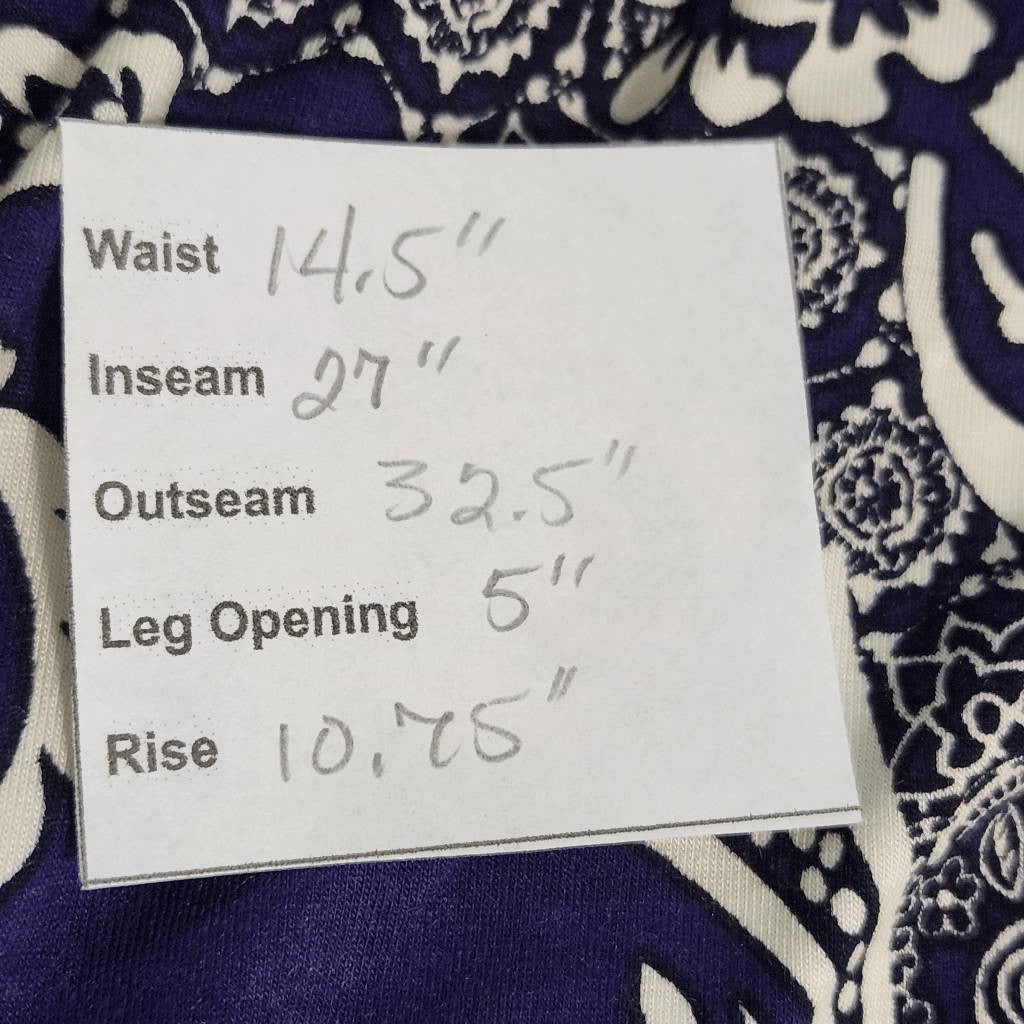 Waist 14.5"
Inseam 27"
Outseam 32.5"
Leg Opening 5"
Rise 10.75"